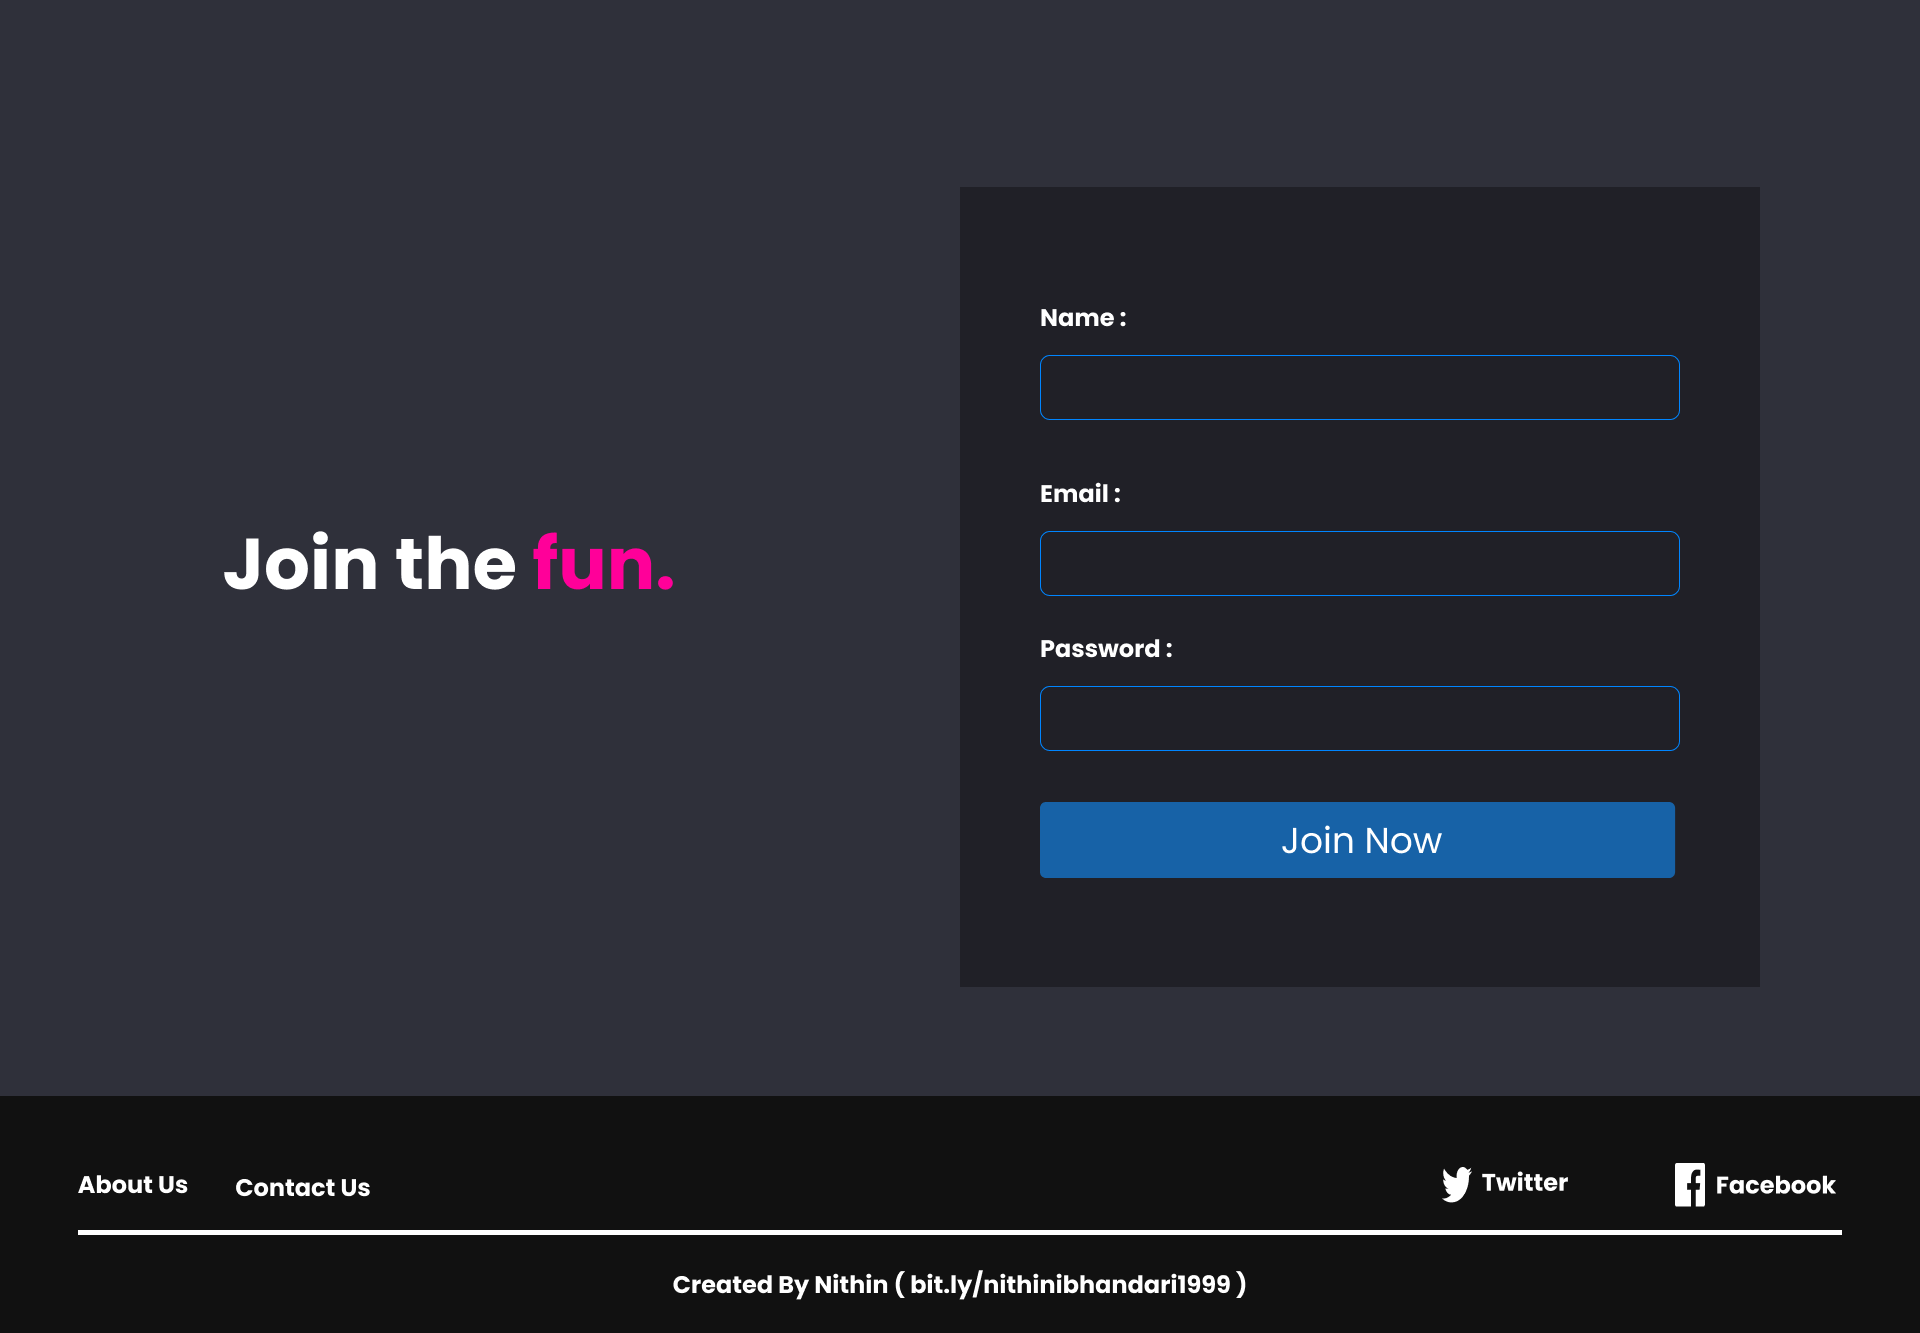 Name :
Email :
Join the fun.
Password :
Join Now
About Us
Contact Us
Twitter
Facebook
Created By Nithin ( bit.ly/nithinibhandari1999 )